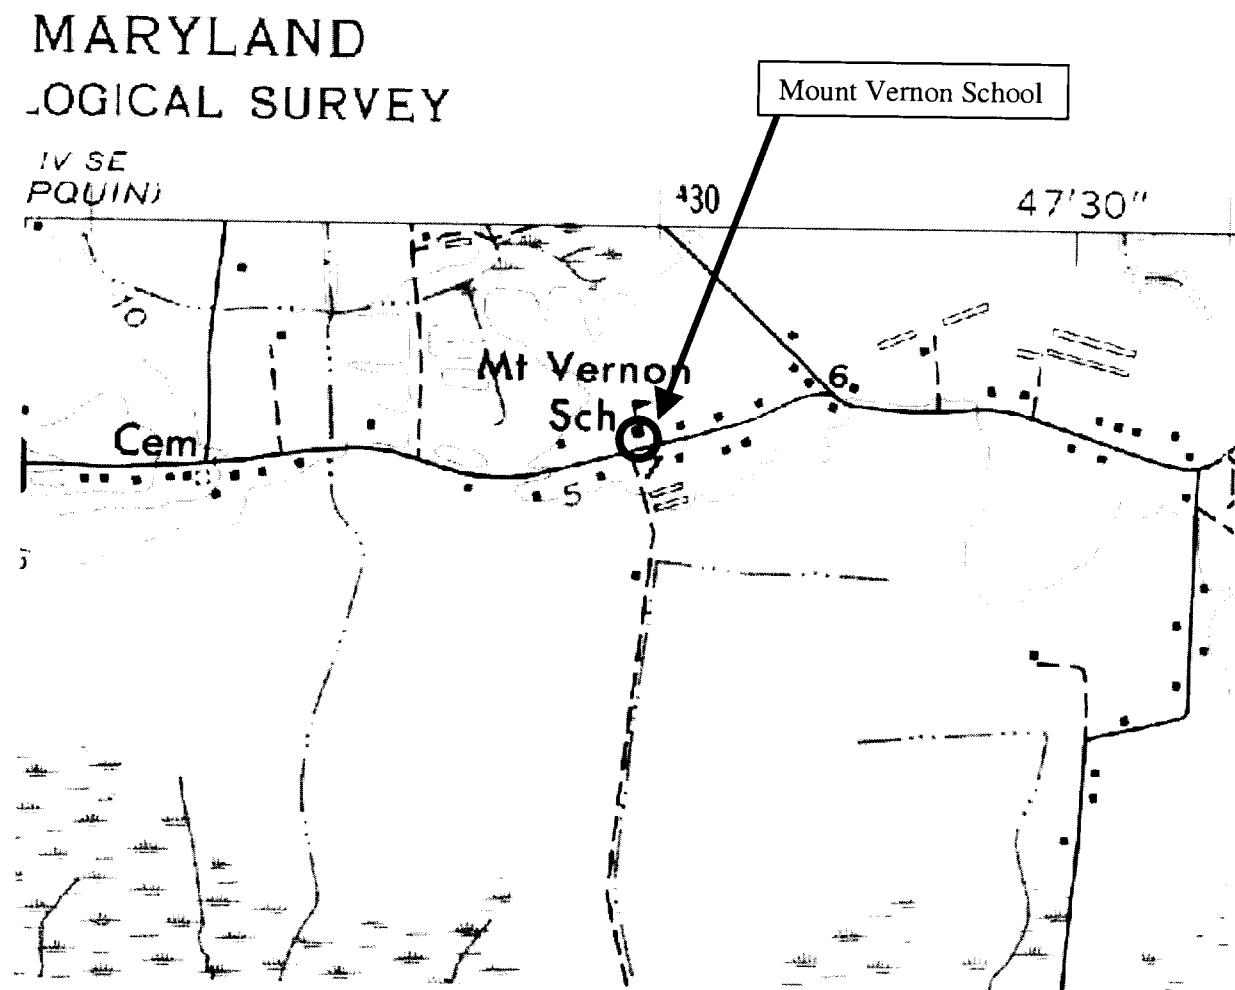 MARYLAND
OGICAL SURVEY
Mount Vernon School
IV SE
PQUIN)
430
47'30"
10
Mt Vernon
Sch
6
Cem
5
5